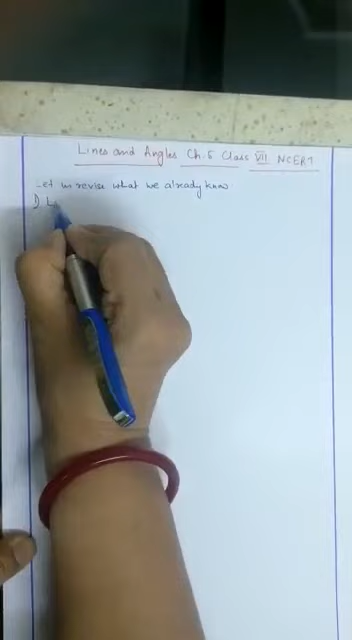 Lines and Angles Ch. 5 Class VII NCERT
Let us revise what we already know
1) L